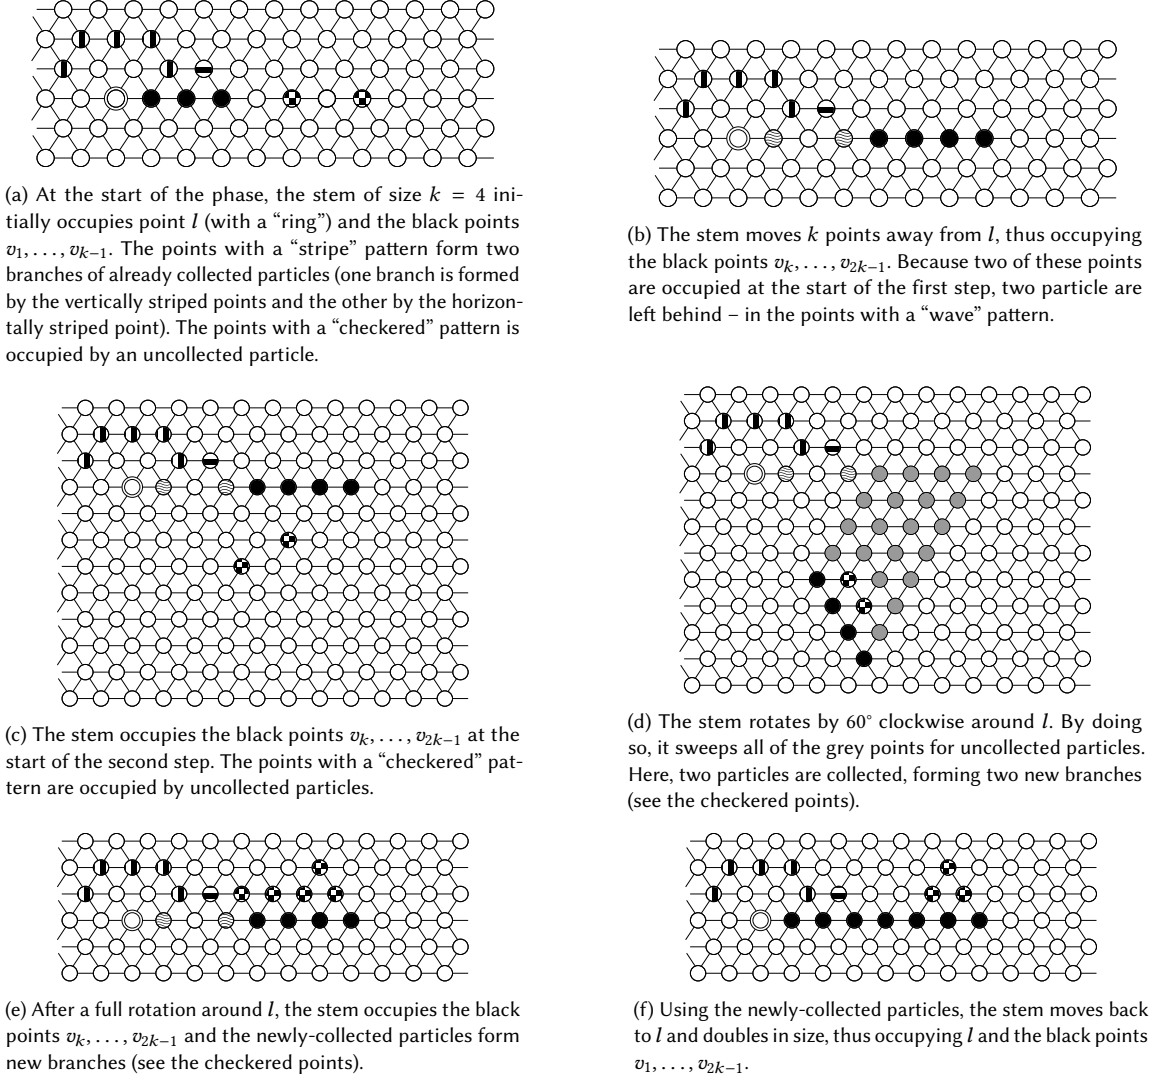 (a) At the start of the phase, the stem of size k = 4 ini-
tially occupies point l (with a “ring”) and the black points
v₁, . . . , vₖ₋₁. The points with a “stripe” pattern form two
branches of already collected particles (one branch is formed
by the vertically striped points and the other by the horizon-
tally striped point). The points with a “checkered” pattern is
occupied by an uncollected particle.
(b) The stem moves k points away from l, thus occupying
the black points vₖ, . . . , v₂ₖ₋₁. Because two of these points
are occupied at the start of the first step, two particle are
left behind – in the points with a “wave” pattern.
(c) The stem occupies the black points vₖ, . . . , v₂ₖ₋₁ at the
start of the second step. The points with a “checkered” pat-
tern are occupied by uncollected particles.
(d) The stem rotates by 60° clockwise around l. By doing
so, it sweeps all of the grey points for uncollected particles.
Here, two particles are collected, forming two new branches
(see the checkered points).
(e) After a full rotation around l, the stem occupies the black
points vₖ, . . . , v₂ₖ₋₁ and the newly-collected particles form
new branches (see the checkered points).
(f) Using the newly-collected particles, the stem moves back
to l and doubles in size, thus occupying l and the black points
v₁, . . . , v₂ₖ₋₁.